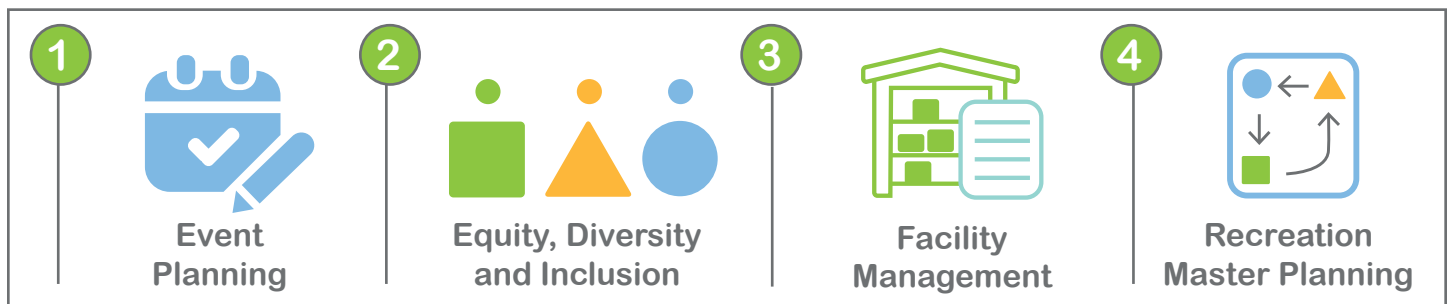 1
Event
Planning
2
Equity, Diversity
and Inclusion
3
Facility
Management
4
Recreation
Master Planning